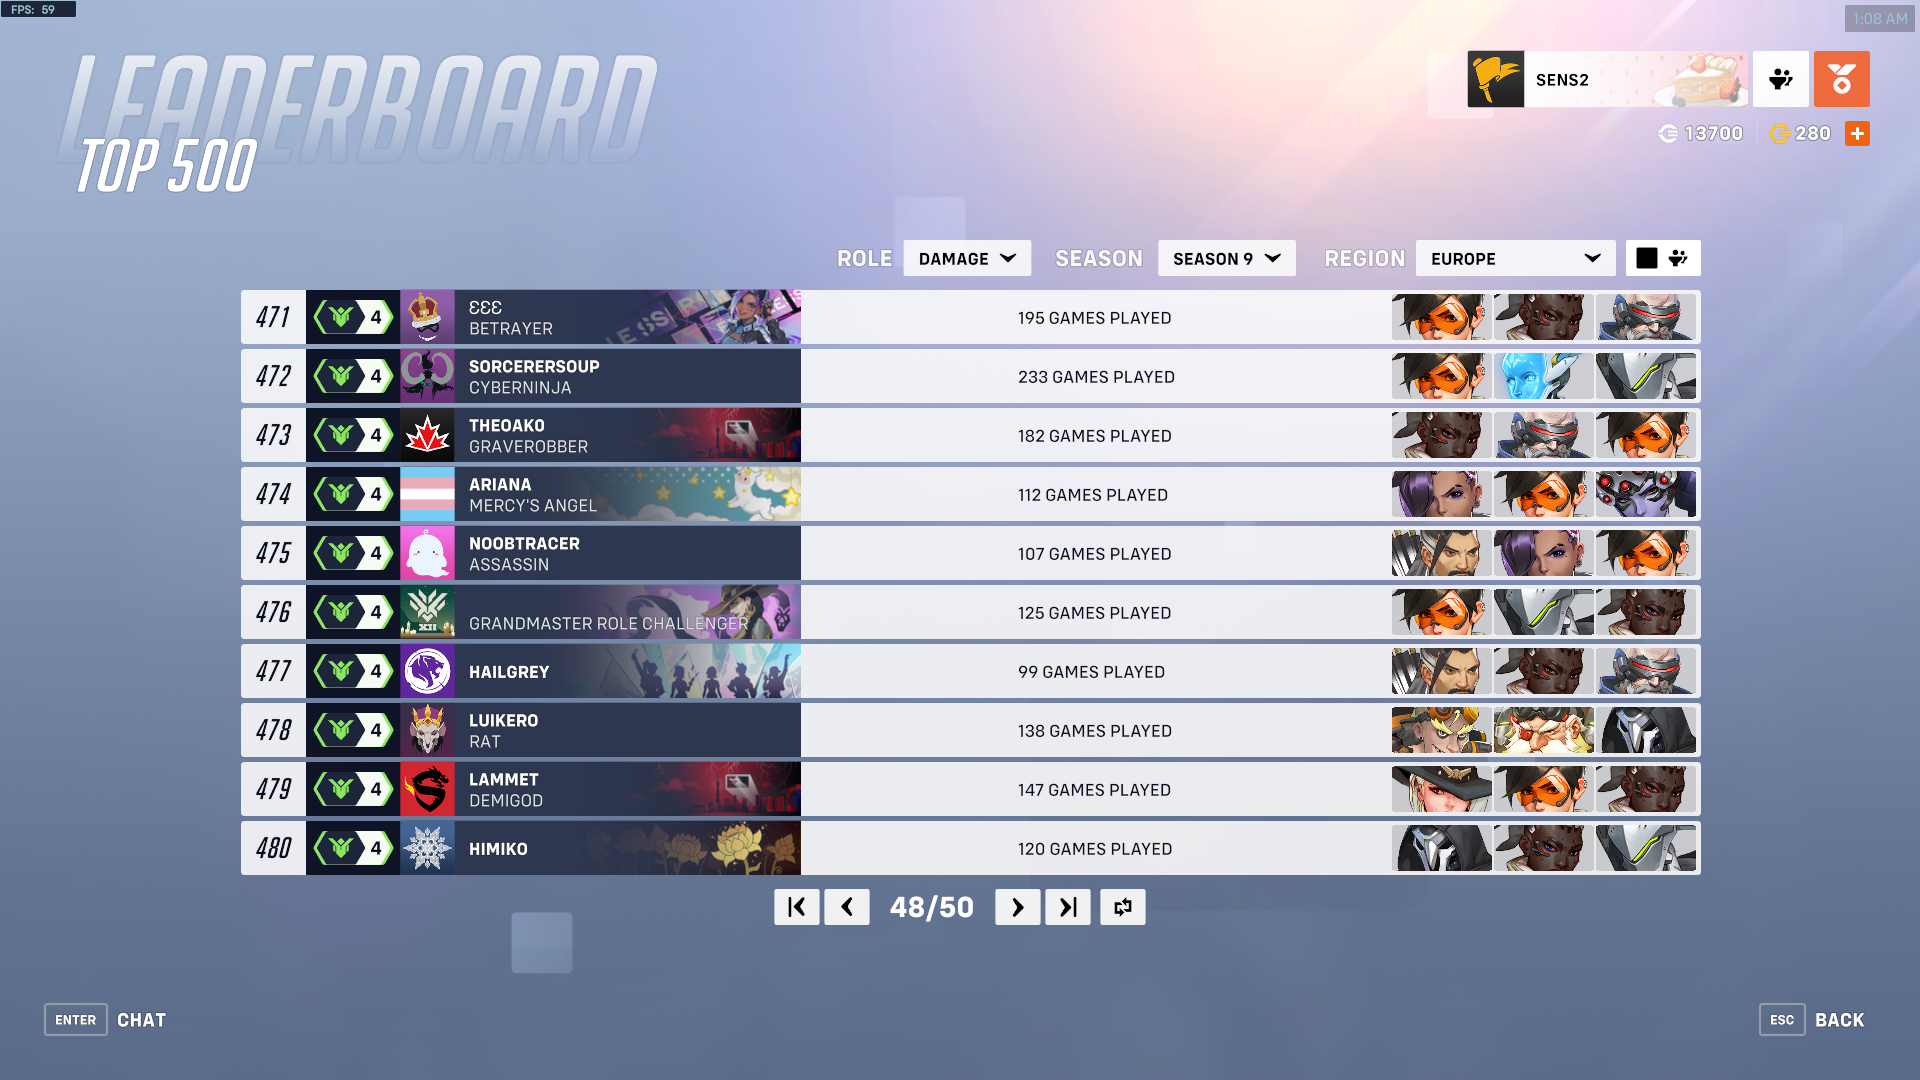 FPS: 59
1:08 AM
LEADERBOARD
TOP 500
SENS2
13700
280
ROLE
DAMAGE
SEASON
SEASON 9
REGION
EUROPE
471
4
ƐƐƐ
BETRAYER
195 GAMES PLAYED
472
4
SORCERERSOUP
CYBERNINJA
233 GAMES PLAYED
473
4
THEOAKO
GRAVEROBBER
182 GAMES PLAYED
474
4
ARIANA
MERCY'S ANGEL
112 GAMES PLAYED
475
4
NOOBTRACER
ASSASSIN
107 GAMES PLAYED
476
4
XII
GRANDMASTER ROLE CHALLENGER
125 GAMES PLAYED
477
4
HAILGREY
99 GAMES PLAYED
478
4
LUIKERO
RAT
138 GAMES PLAYED
479
4
LAMMET
DEMIGOD
147 GAMES PLAYED
480
4
HIMIKO
120 GAMES PLAYED
48/50
ENTER
CHAT
ESC
BACK